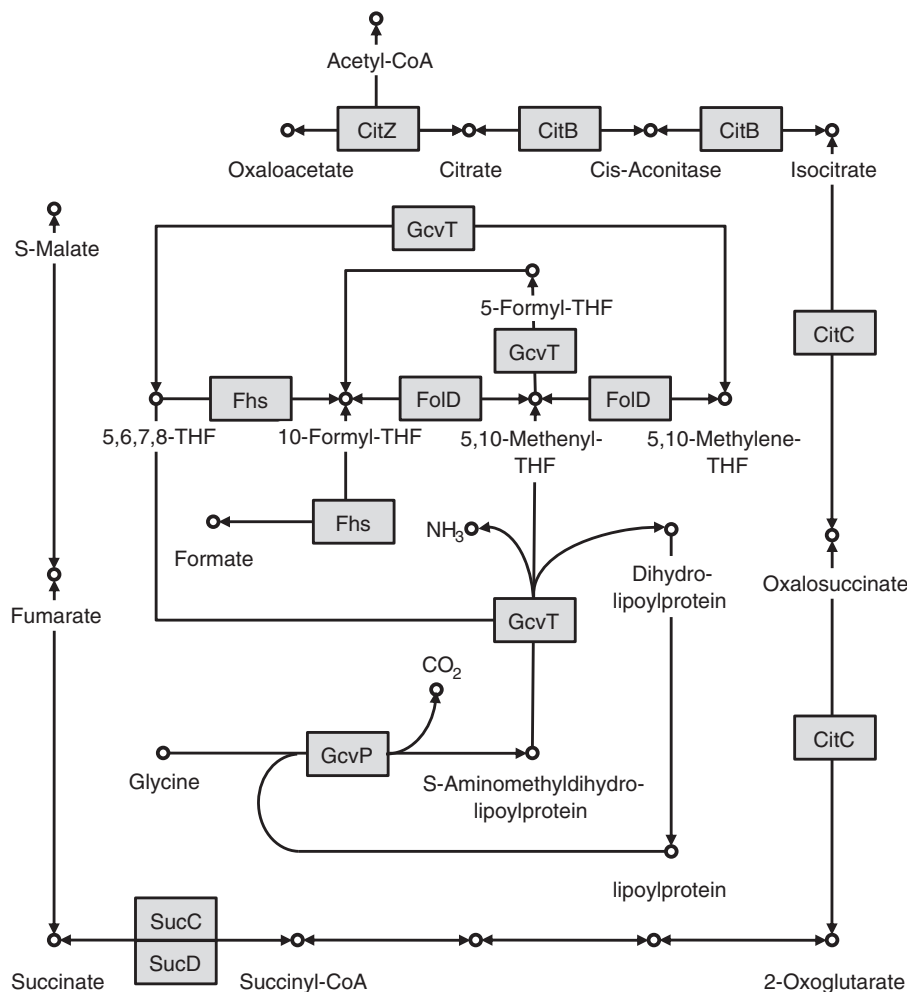 Acetyl-CoA
CitZ
CitB
CitB
Oxaloacetate
Citrate
Cis-Aconitase
Isocitrate
S-Malate
GcvT
5-Formyl-THF
GcvT
CitC
Fhs
FolD
FolD
5,6,7,8-THF
10-Formyl-THF
5,10-Methenyl-
THF
5,10-Methylene-
THF
Fhs
NH3
Formate
Dihydro-
lipoylprotein
Oxalosuccinate
Fumarate
GcvT
CO2
GcvP
CitC
Glycine
S-Aminomethyldihydro-
lipoylprotein
lipoylprotein
SucC
SucD
Succinate
Succinyl-CoA
2-Oxoglutarate